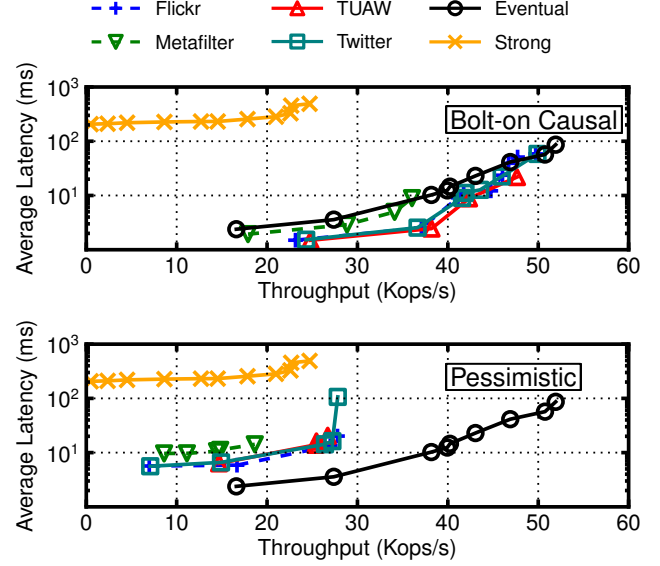 Flickr TUAW Eventual
Metafilter Twitter Strong
10³
10²
10¹
Average Latency (ms)
Bolt-on Causal
0 10 20 30 40 50 60
Throughput (Kops/s)
10³
10²
10¹
Average Latency (ms)
Pessimistic
0 10 20 30 40 50 60
Throughput (Kops/s)